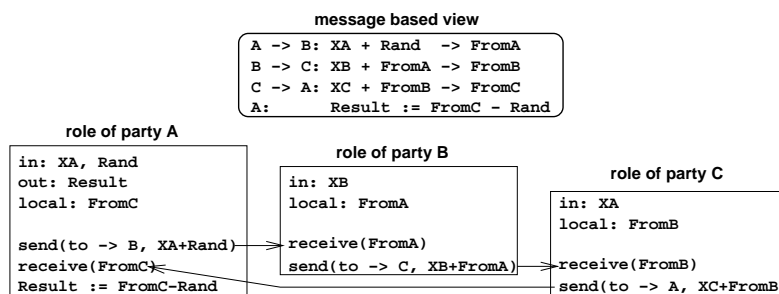 message based view
A -> B: XA + Rand -> FromA
B -> C: XB + FromA -> FromB
C -> A: XC + FromB -> FromC
A: Result := FromC - Rand
role of party A
in: XA, Rand
out: Result
local: FromC
send(to -> B, XA+Rand)
receive(FromC)
Result := FromC-Rand
role of party B
in: XB
local: FromA
receive(FromA)
send(to -> C, XB+FromA)
role of party C
in: XA
local: FromB
receive(FromB)
send(to -> A, XC+FromB